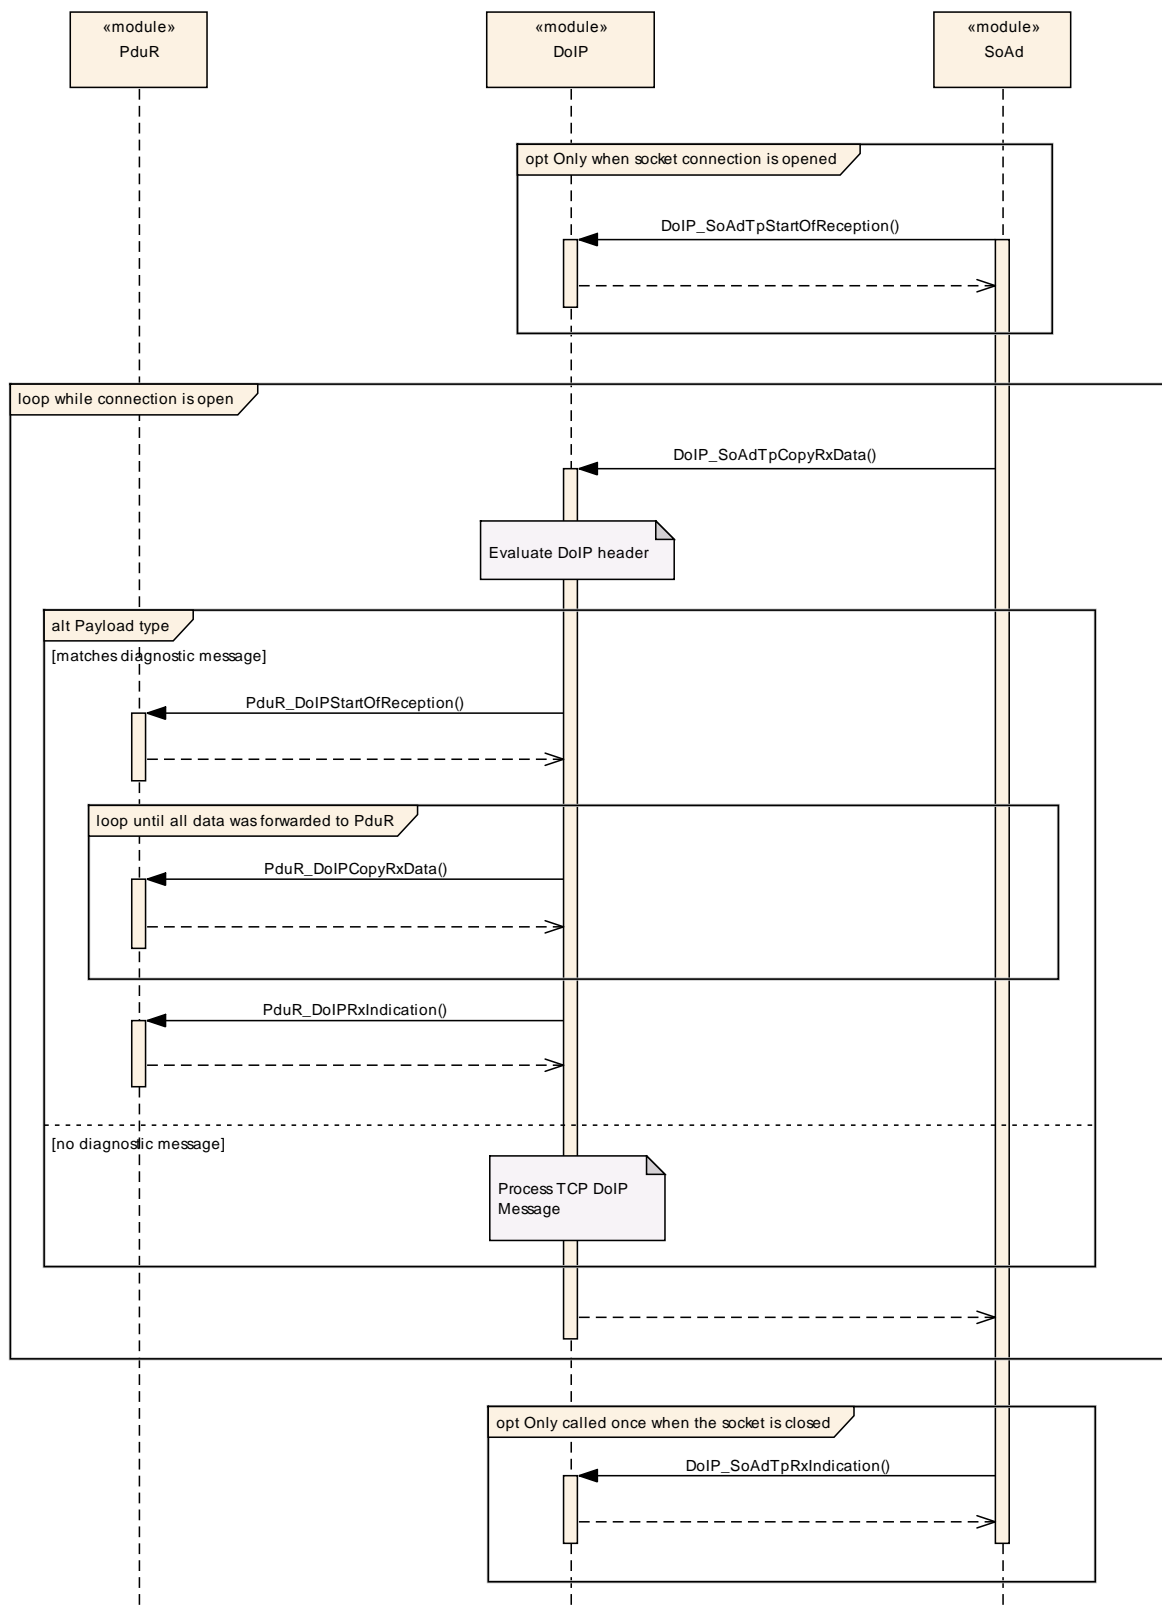 «module»
PduR
«module»
DoIP
«module»
SoAd
opt Only when socket connection is opened
DoIP_SoAdTpStartOfReception()
loop while connection is open
DoIP_SoAdTpCopyRxData()
Evaluate DoIP header
alt Payload type
[matches diagnostic message]
PduR_DoIPStartOfReception()
loop until all data was forwarded to PduR
PduR_DoIPCopyRxData()
PduR_DoIPRxIndication()
[no diagnostic message]
Process TCP DoIP
Message
opt Only called once when the socket is closed
DoIP_SoAdTpRxIndication()